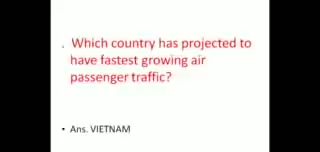 . Which country has projected to
have fastest growing air
passenger traffic?
• Ans. VIETNAM